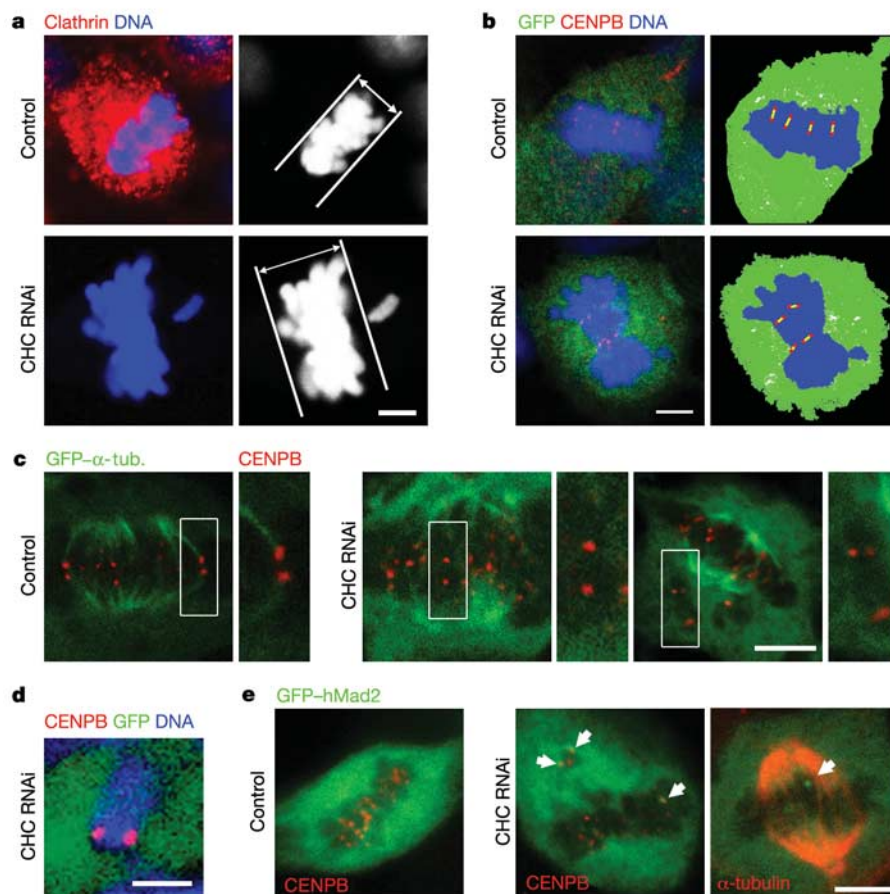 a
Clathrin DNA
Control
CHC RNAi
b
GFP CENPB DNA
Control
CHC RNAi
c
GFP–α-tub.
CENPB
Control
CHC RNAi
d
CENPB GFP DNA
CHC RNAi
e
GFP–hMad2
Control
CENPB
CHC RNAi
CENPB
α-tubulin